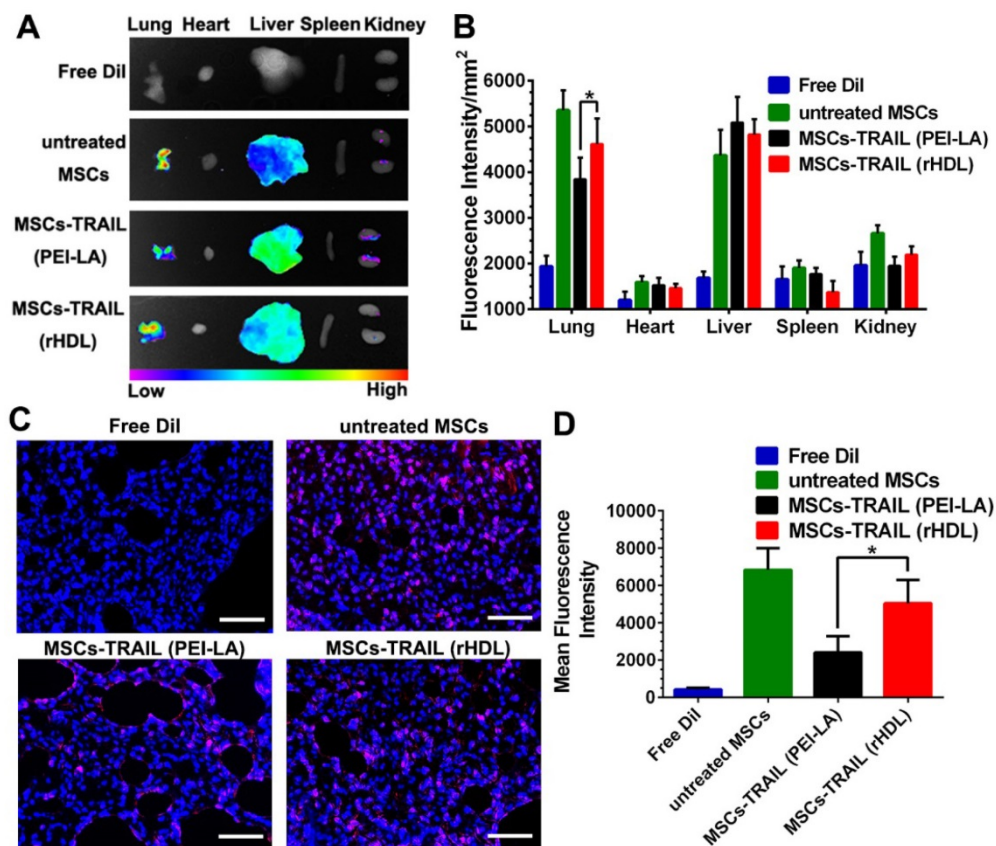 A
Lung Heart Liver Spleen Kidney
Free Dil
untreated
MSCs
MSCs-TRAIL
(PEI-LA)
MSCs-TRAIL
(rHDL)
Low High
B
Fluorescence Intensity/mm²
6000
5000
4000
3000
2000
1000
*
Free Dil
untreated MSCs
MSCs-TRAIL (PEI-LA)
MSCs-TRAIL (rHDL)
Lung Heart Liver Spleen Kidney
C
Free Dil untreated MSCs
MSCs-TRAIL (PEI-LA) MSCs-TRAIL (rHDL)
D
Free Dil
untreated MSCs
MSCs-TRAIL (PEI-LA)
MSCs-TRAIL (rHDL)
Mean Fluorescence
Intensity
10000
8000
6000
4000
2000
0
*
Free Dil
untreated MSCs
MSCs-TRAIL (PEI-LA)
MSCs-TRAIL (rHDL)